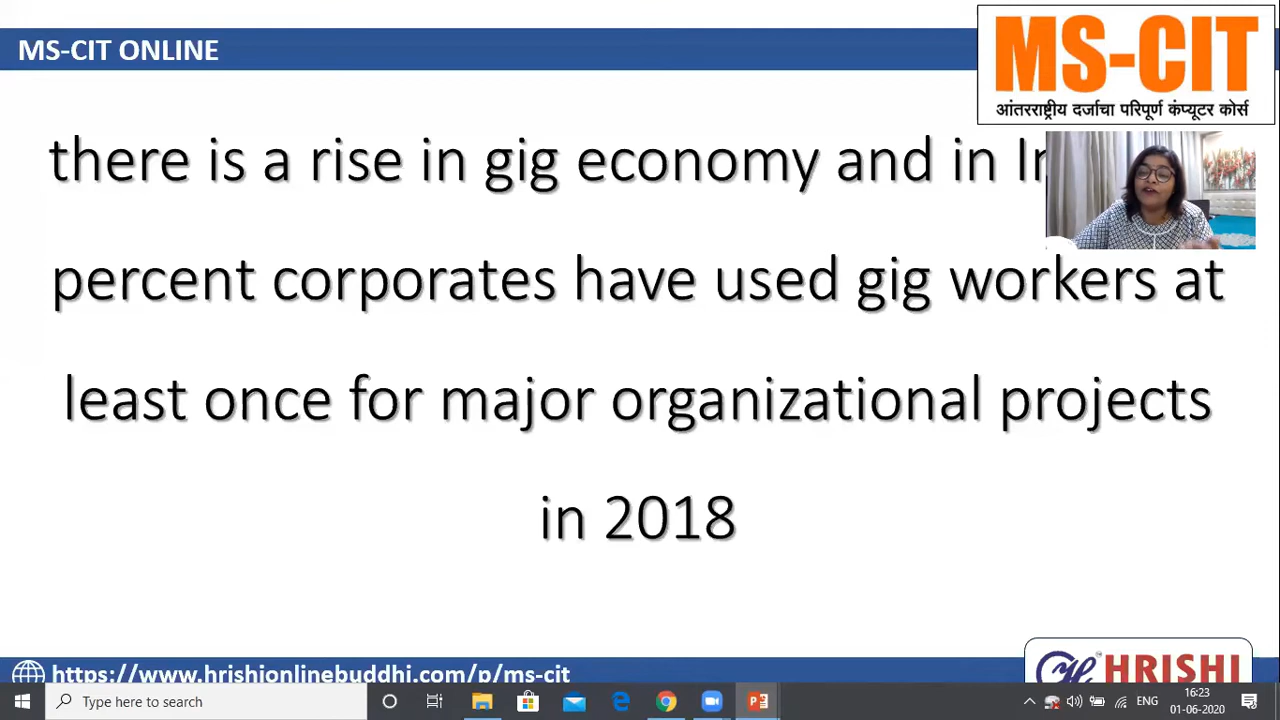 MS-CIT ONLINE
MS-CIT
आंतरराष्ट्रीय दर्जाचा परिपूर्ण कंप्यूटर कोर्स
there is a rise in gig economy and in
percent corporates have used gig workers at
least once for major organizational projects
in 2018
https://www.hrishionlinebuddhi.com/p/ms-cit
HRISHI
Type here to search
ENG
16:23
01-06-2020